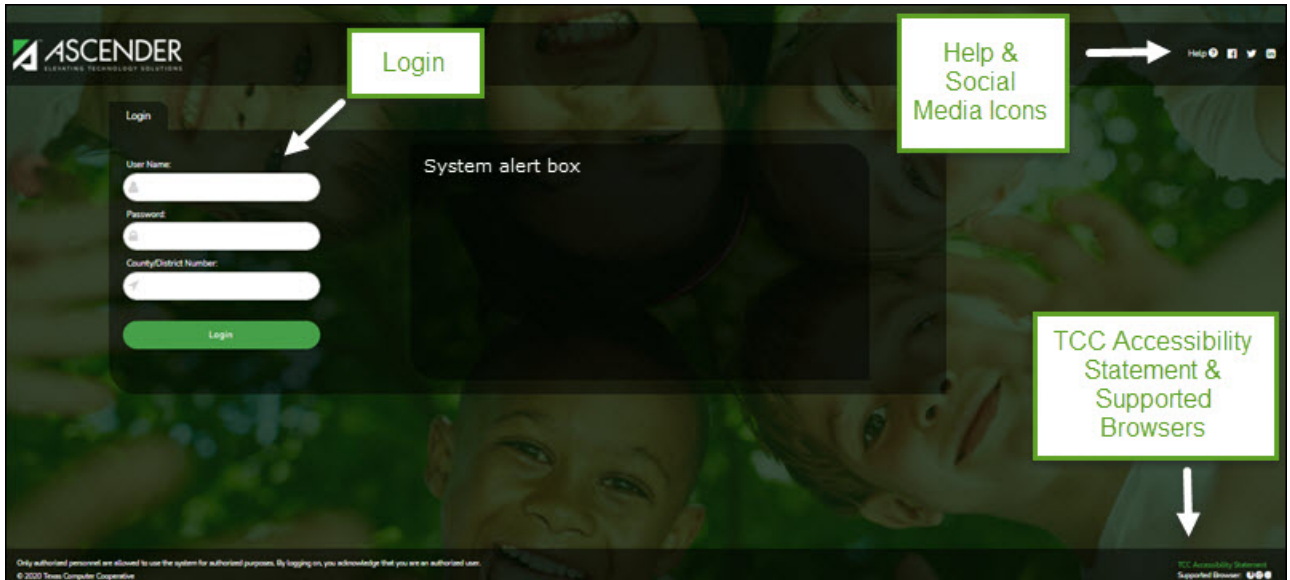 ASCENDER
ELEVATING TECHNOLOGY SOLUTIONS
Login
Help &
Social
Media Icons
Help
Login
User Name:
Password:
County/District Number:
Login
System alert box
TCC Accessibility
Statement &
Supported
Browsers
Only authorized personnel are allowed to use the system for authorized purposes. By logging on, you acknowledge that you are an authorized user.
© 2020 Texas Computer Cooperative
TCC Accessibility Statement
Supported Browser: